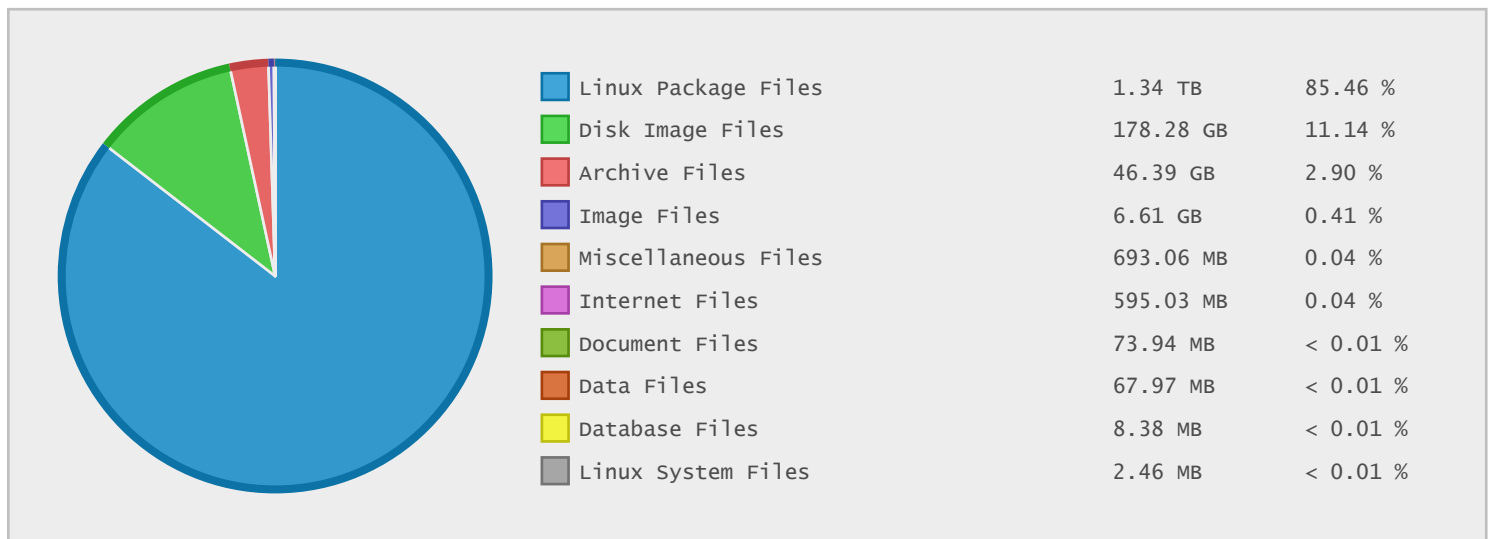 Linux Package Files 1.34 TB 85.46 %
Disk Image Files 178.28 GB 11.14 %
Archive Files 46.39 GB 2.90 %
Image Files 6.61 GB 0.41 %
Miscellaneous Files 693.06 MB 0.04 %
Internet Files 595.03 MB 0.04 %
Document Files 73.94 MB < 0.01 %
Data Files 67.97 MB < 0.01 %
Database Files 8.38 MB < 0.01 %
Linux System Files 2.46 MB < 0.01 %